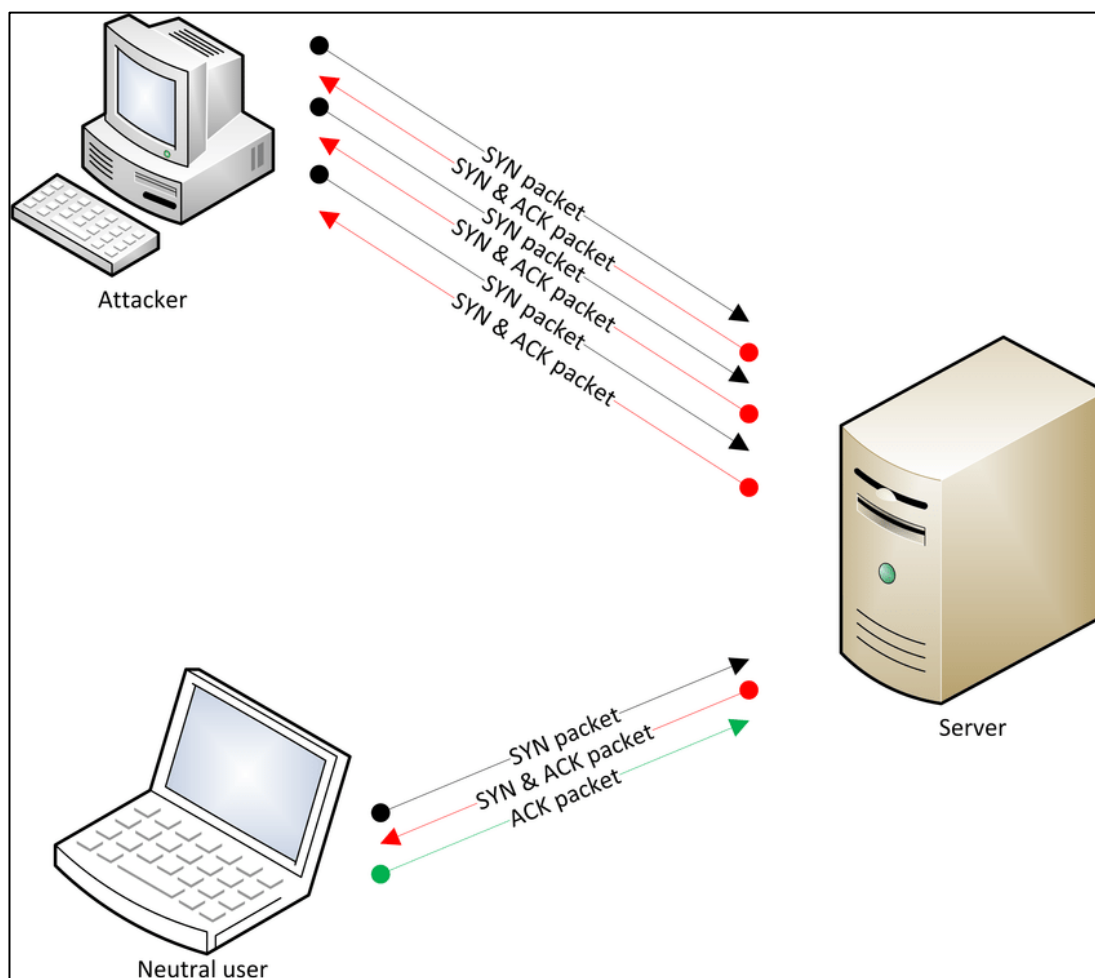 SYN packet
SYN & ACK packet
SYN packet
SYN & ACK packet
SYN packet
SYN & ACK packet
Attacker
Server
SYN packet
SYN & ACK packet
ACK packet
Neutral user